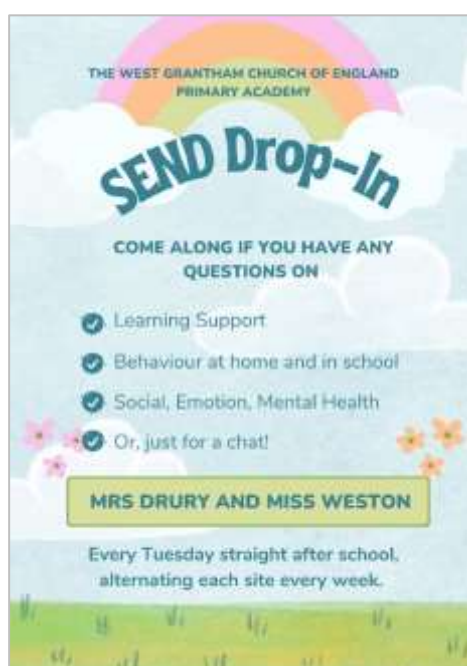 THE WEST GRANTHAM CHURCH OF ENGLAND
PRIMARY ACADEMY
SEND Drop-In
COME ALONG IF YOU HAVE ANY
QUESTIONS ON
Learning Support
Behaviour at home and in school
Social, Emotion, Mental Health
Or, just for a chat!
MRS DRURY AND MISS WESTON
Every Tuesday straight after school,
alternating each site every week.